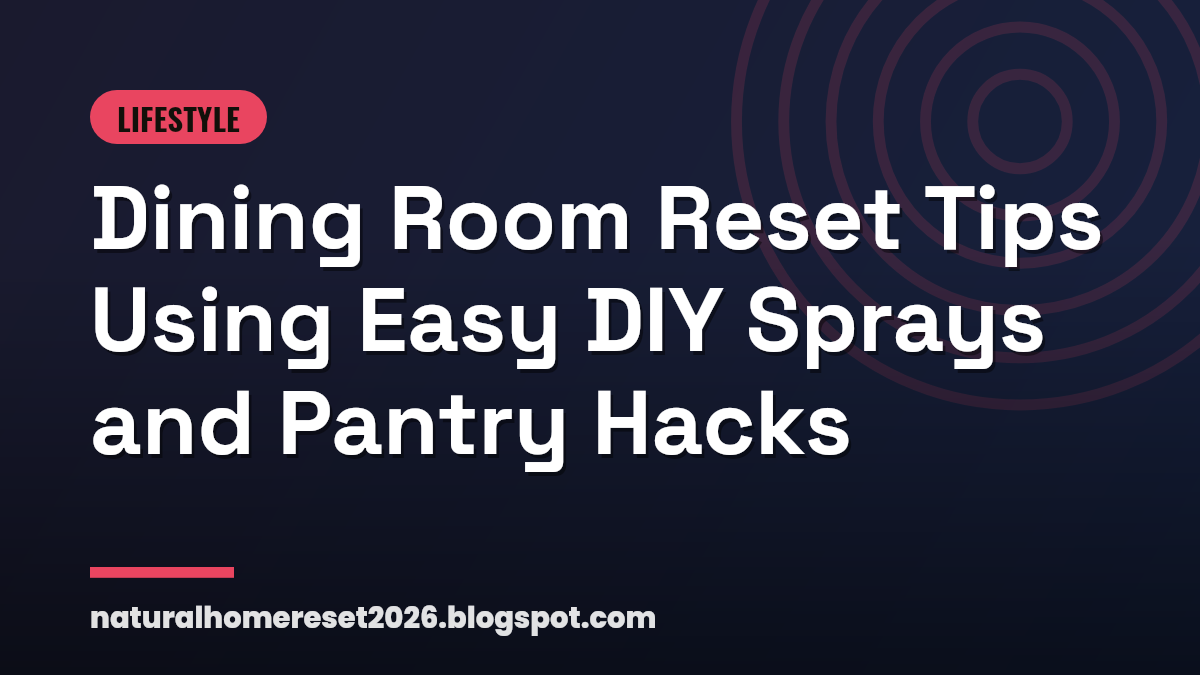 LIFESTYLE
Dining Room Reset Tips
Using Easy DIY Sprays
and Pantry Hacks
naturalhomereset2026.blogspot.com